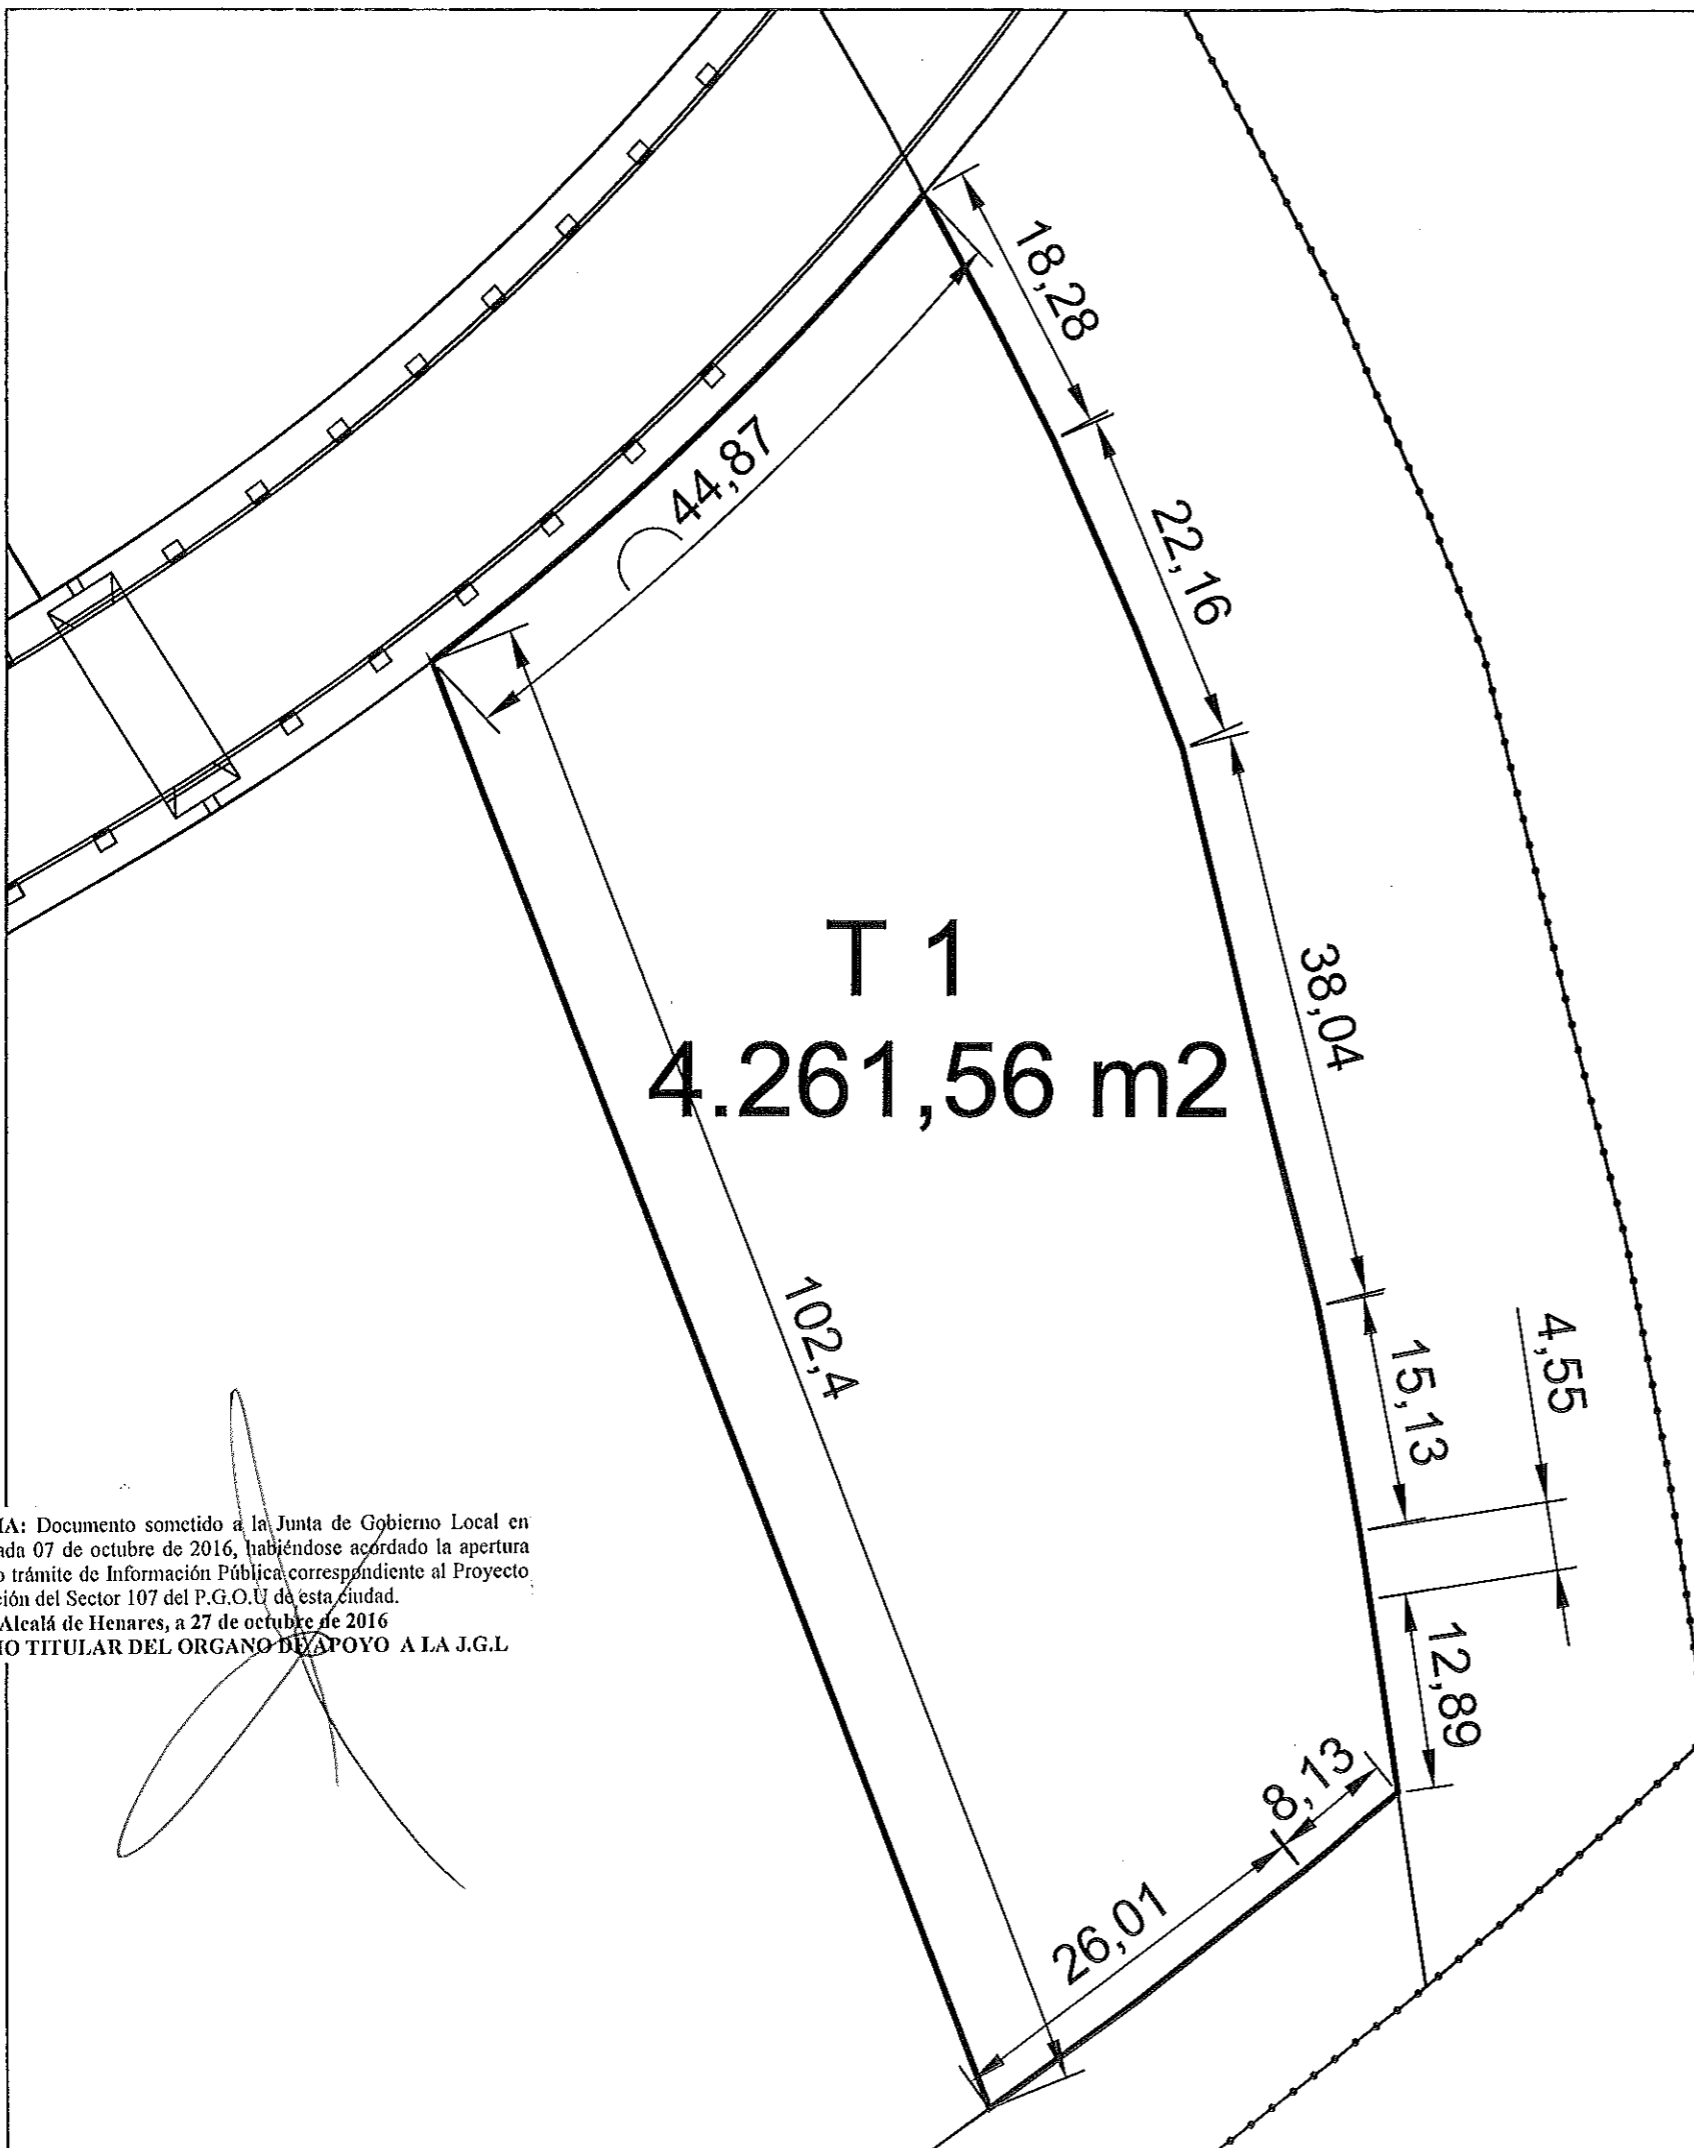 18,28
44,87
22,16
T 1
4.261,56 m2
38,04
102,4
4,55
15,13
12,89
8,13
26,01
IA: Documento sometido a la Junta de Gobierno Local en
ada 07 de octubre de 2016, habiéndose acordado la apertura
o trámite de Información Pública correspondiente al Proyecto
ción del Sector 107 del P.G.O.U de esta ciudad.
Alcalá de Henares, a 27 de octubre de 2016
IO TITULAR DEL ORGANO DE APOYO A LA J.G.L